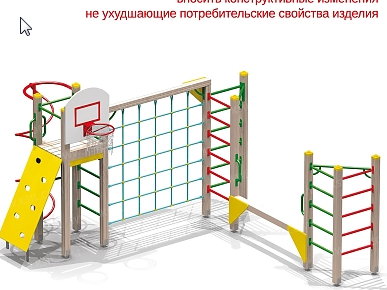 вносить конструктивные изменения
не ухудшающие потребительские свойства изделия